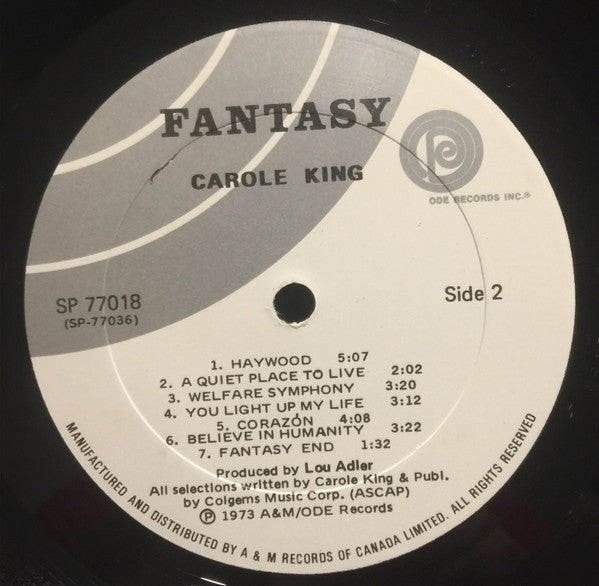 FANTASY
CAROLE KING
ODE RECORDS INC.®
SP 77018
(SP-77036)
Side 2
1. HAYWOOD 5:07
2. A QUIET PLACE TO LIVE 2:02
3. WELFARE SYMPHONY 3:20
4. YOU LIGHT UP MY LIFE 3:12
5. CORAZÓN 4:08
6. BELIEVE IN HUMANITY 3:22
7. FANTASY END 1:32
Produced by Lou Adler
All selections written by Carole King & Publ.
by Colgems Music Corp. (ASCAP)
℗ 1973 A&M/ODE Records
MANUFACTURED AND DISTRIBUTED BY A & M RECORDS OF CANADA LIMITED. ALL RIGHTS RESERVED